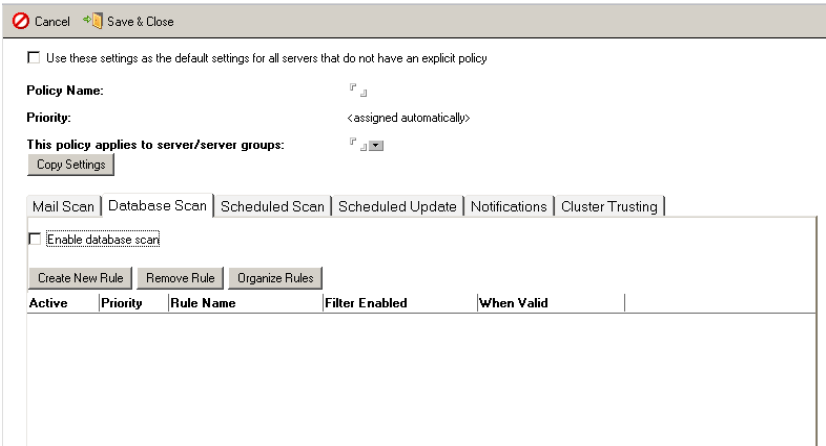 Cancel Save & Close
Use these settings as the default settings for all servers that do not have an explicit policy
Policy Name:
Priority: <assigned automatically>
This policy applies to server/server groups:
Copy Settings
Mail Scan Database Scan Scheduled Scan Scheduled Update Notifications Cluster Trusting
Enable database scan
Create New Rule Remove Rule Organize Rules
Active Priority Rule Name Filter Enabled When Valid